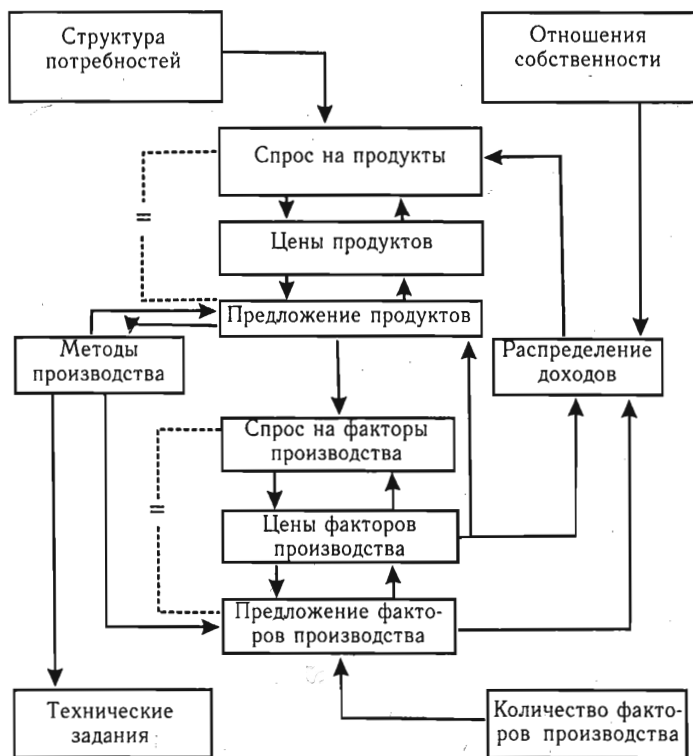 Структура
потребностей
Отношения
собственности
Спрос на продукты
=
Цены продуктов
Предложение продуктов
Методы
производства
Распределение
доходов
Спрос на факторы
производства
=
Цены факторов
производства
Предложение факто-
ров производства
Технические
задания
Количество факто-
ров производства